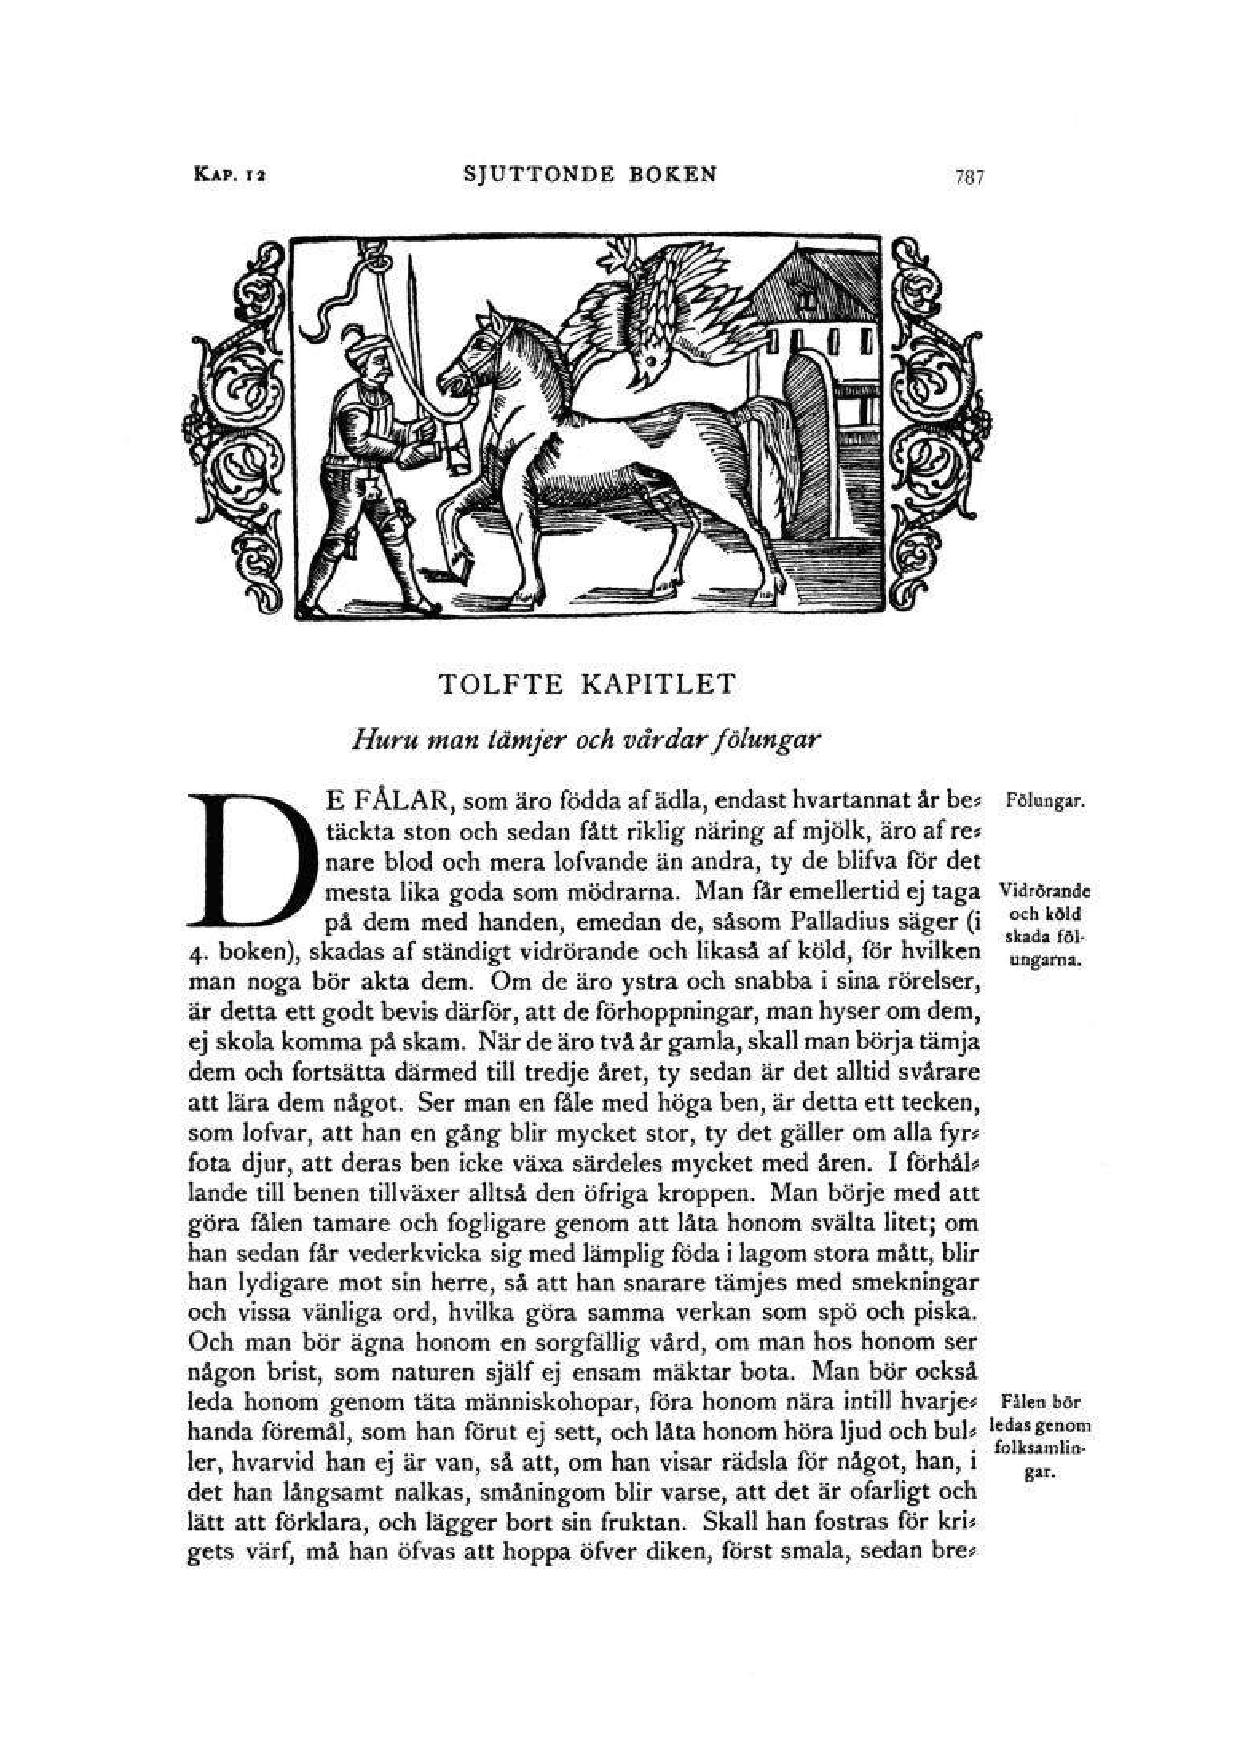 KAP. 12 SJUTTONDE BOKEN 787
TOLFTE KAPITLET
Huru man tämjer och vårdar fölungar
DE FÅLAR, som äro födda af ädla, endast hvartannat år be⸗
täckta ston och sedan fått riklig näring af mjölk, äro af re⸗
nare blod och mera lofvande än andra, ty de blifva för det
mesta lika goda som mödrarna. Man får emellertid ej taga
på dem med handen, emedan de, såsom Palladius säger (i
4. boken), skadas af ständigt vidrörande och likaså af köld, för hvilken
man noga bör akta dem. Om de äro ystra och snabba i sina rörelser,
är detta ett godt bevis därför, att de förhoppningar, man hyser om dem,
ej skola komma på skam. När de äro två år gamla, skall man börja tämja
dem och fortsätta därmed till tredje året, ty sedan är det alltid svårare
att lära dem något. Ser man en fåle med höga ben, är detta ett tecken,
som lofvar, att han en gång blir mycket stor, ty det gäller om alla fyr⸗
fota djur, att deras ben icke växa särdeles mycket med åren. I förhål⸗
lande till benen tillväxer alltså den öfriga kroppen. Man börje med att
göra fålen tamare och fogligare genom att låta honom svälta litet; om
han sedan får vederkvicka sig med lämplig föda i lagom stora mått, blir
han lydigare mot sin herre, så att han snarare tämjes med smekningar
och vissa vänliga ord, hvilka göra samma verkan som spö och piska.
Och man bör ägna honom en sorgfällig vård, om man hos honom ser
någon brist, som naturen själf ej ensam mäktar bota. Man bör också
leda honom genom täta människohopar, föra honom nära intill hvarje⸗
handa föremål, som han förut ej sett, och låta honom höra ljud och bul⸗
ler, hvarvid han ej är van, så att, om han visar rädsla för något, han, i
det han långsamt nalkas, småningom blir varse, att det är ofarligt och
lätt att förklara, och lägger bort sin fruktan. Skall han fostras för kri⸗
gets värf, må han öfvas att hoppa öfver diken, först smala, sedan bre⸗
Fölungar.
Vidrörande
och köld
skada föl-
ungarna.
Fålen bör
ledas genom
folksamlin-
gar.